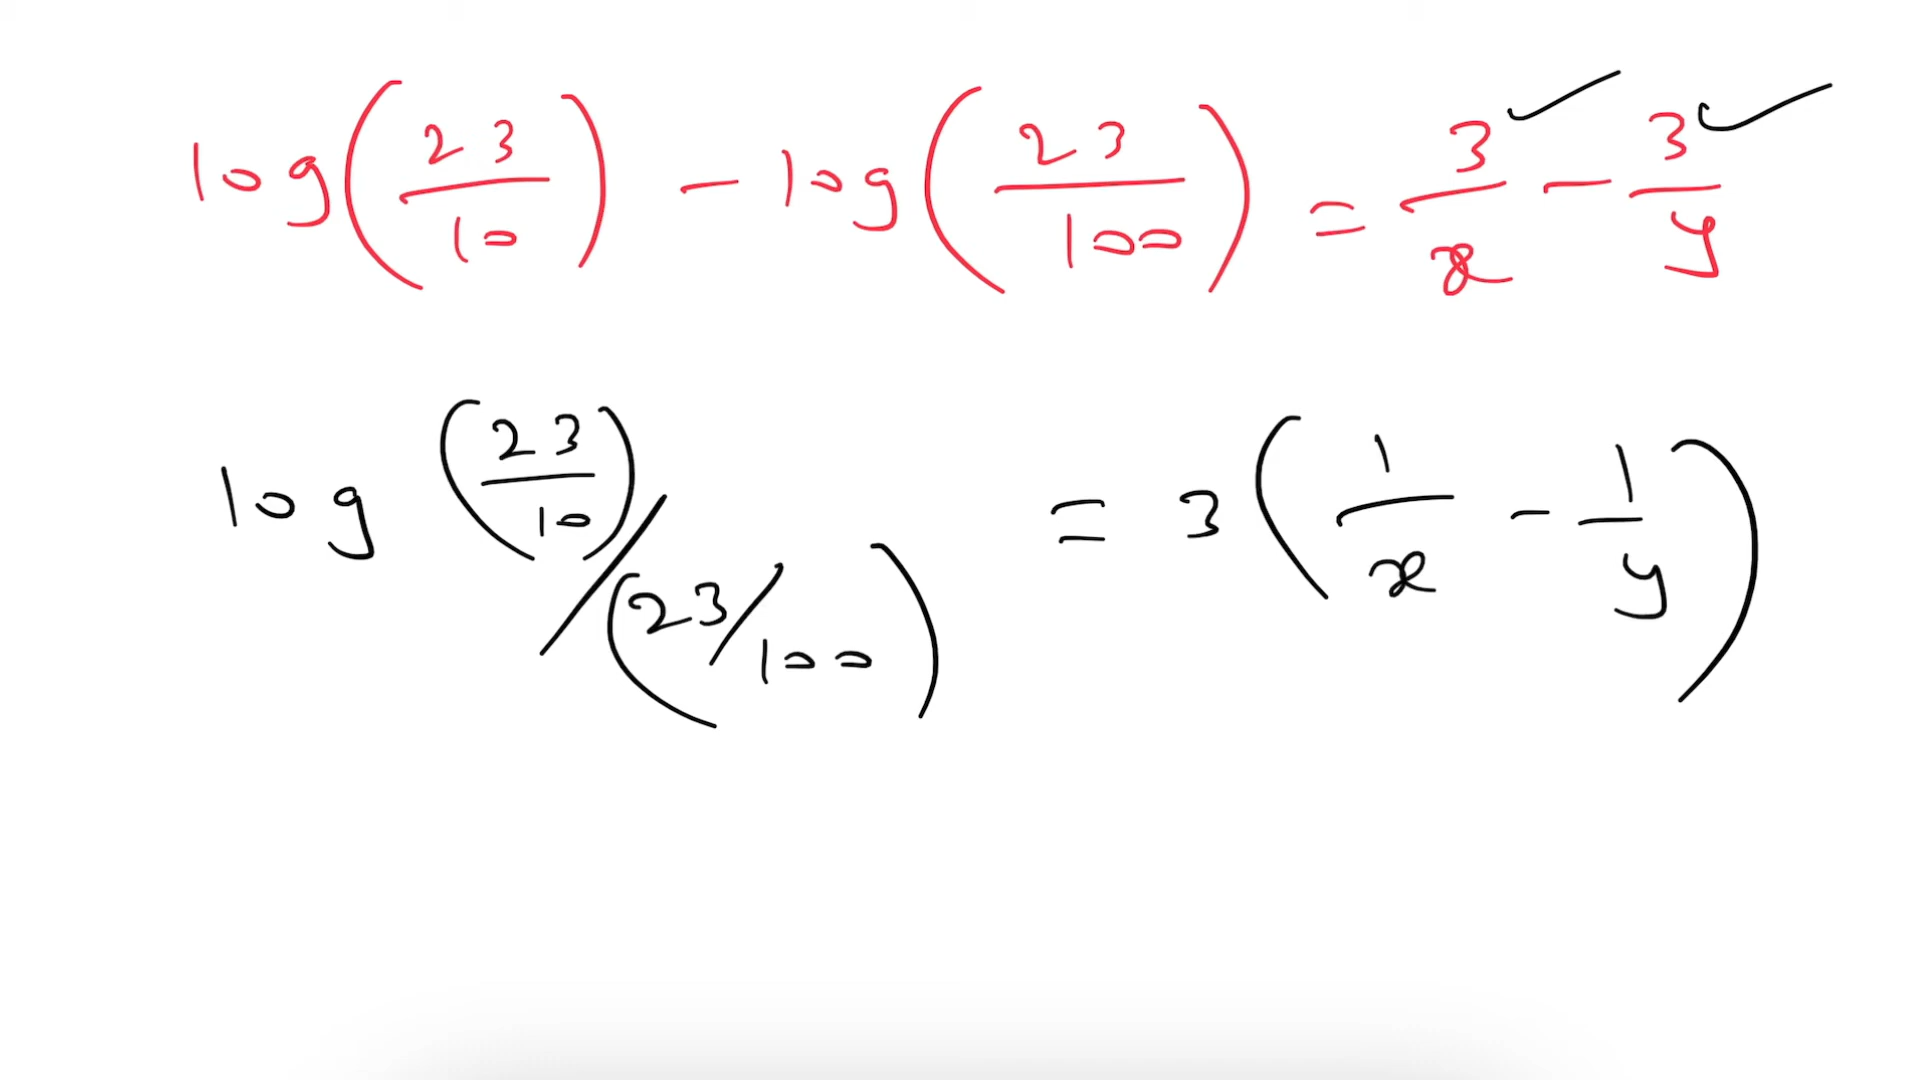 log(23/10) - log(23/100) = 3/x - 3/y
log (23/10)/(23/100) = 3(1/x - 1/y)